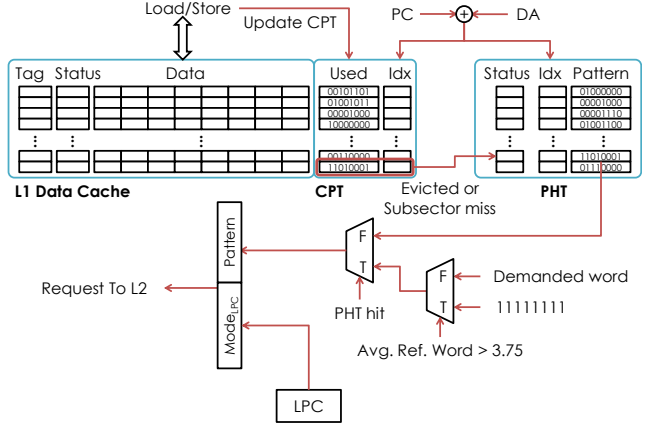 Load/Store
Update CPT
PC
+
DA
Tag Status Data
Used Idx
Status Idx Pattern
00101101
01001011
00001000
10000000
00110000
11010001
01000000
00001000
00001110
01001100
11010001
01110000
L1 Data Cache
CPT
Evicted or
Subsector miss
PHT
Pattern
F
T
Request To L2
PHT hit
F
T
Demanded word
11111111
Mode_LPC
Avg. Ref. Word > 3.75
LPC